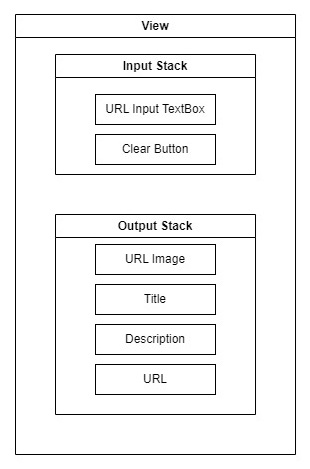 View
Input Stack
URL Input TextBox
Clear Button
Output Stack
URL Image
Title
Description
URL